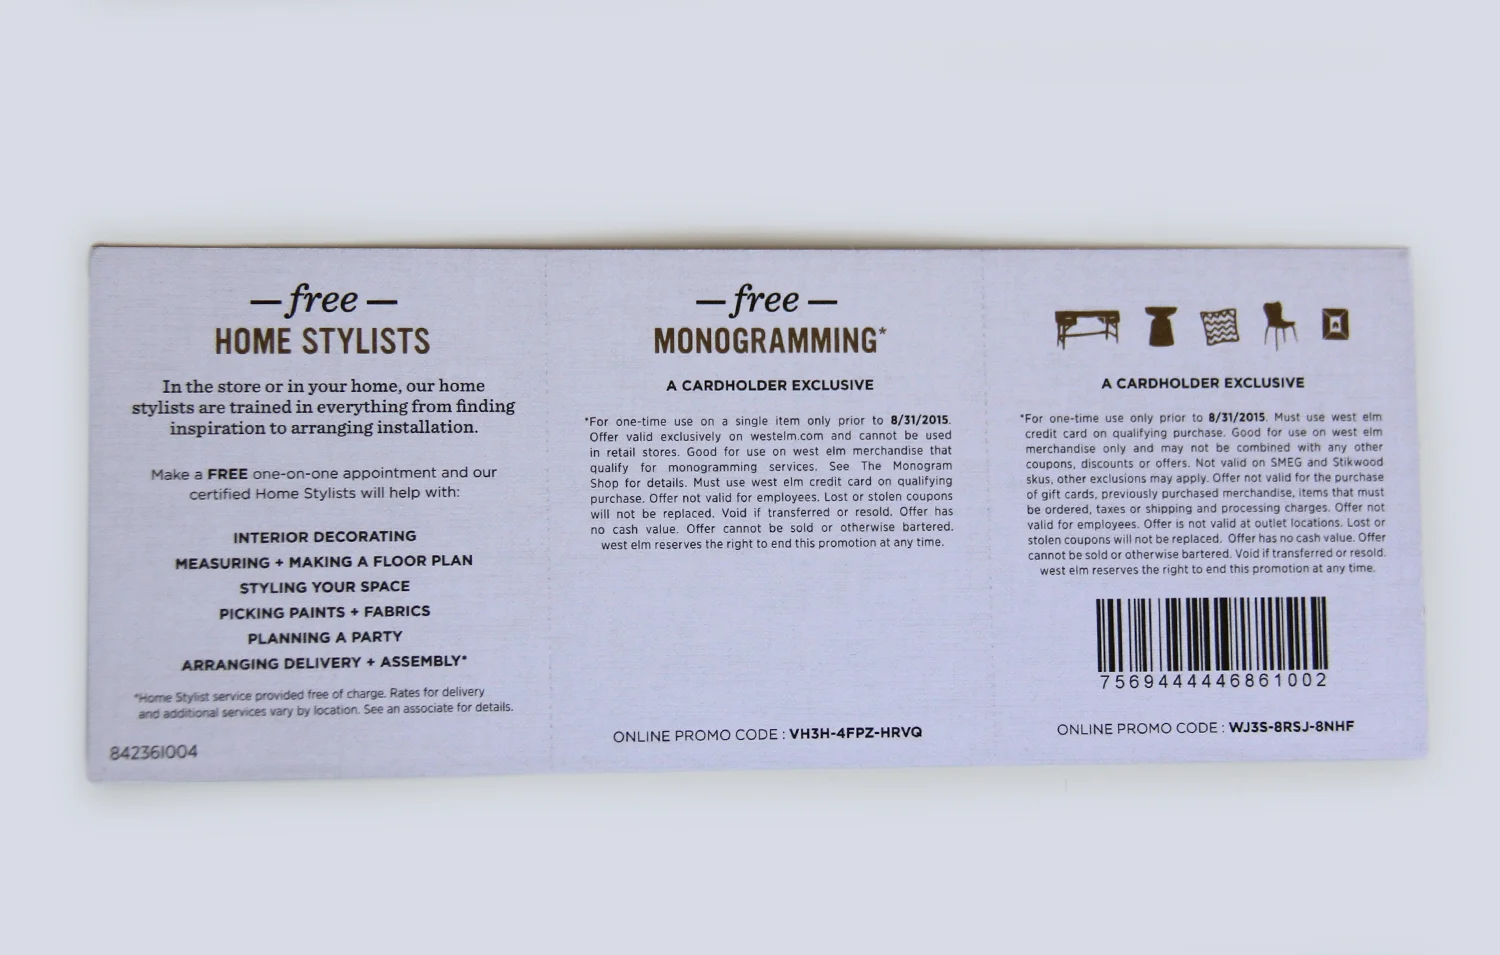 — free —
HOME STYLISTS
In the store or in your home, our home
stylists are trained in everything from finding
inspiration to arranging installation.
Make a FREE one-on-one appointment and our
certified Home Stylists will help with:
INTERIOR DECORATING
MEASURING + MAKING A FLOOR PLAN
STYLING YOUR SPACE
PICKING PAINTS + FABRICS
PLANNING A PARTY
ARRANGING DELIVERY + ASSEMBLY*
*Home Stylist service provided free of charge. Rates for delivery
and additional services vary by location. See an associate for details.
842361004
— free —
MONOGRAMMING*
A CARDHOLDER EXCLUSIVE
*For one-time use on a single item only prior to 8/31/2015.
Offer valid exclusively on westelm.com and cannot be used
in retail stores. Good for use on west elm merchandise that
qualify for monogramming services. See The Monogram
Shop for details. Must use west elm credit card on qualifying
purchase. Offer not valid for employees. Lost or stolen coupons
will not be replaced. Void if transferred or resold. Offer has
no cash value. Offer cannot be sold or otherwise bartered.
west elm reserves the right to end this promotion at any time.
ONLINE PROMO CODE : VH3H-4FPZ-HRVQ
A CARDHOLDER EXCLUSIVE
*For one-time use only prior to 8/31/2015. Must use west elm
credit card on qualifying purchase. Good for use on west elm
merchandise only and may not be combined with any other
coupons, discounts or offers. Not valid on SMEG and Stikwood
skus, other exclusions may apply. Offer not valid for the purchase
of gift cards, previously purchased merchandise, items that must
be ordered, taxes or shipping and processing charges. Offer not
valid for employees. Offer is not valid at outlet locations. Lost or
stolen coupons will not be replaced. Offer has no cash value. Offer
cannot be sold or otherwise bartered. Void if transferred or resold.
west elm reserves the right to end this promotion at any time.
7569444446861002
ONLINE PROMO CODE : WJ3S-8RSJ-8NHF